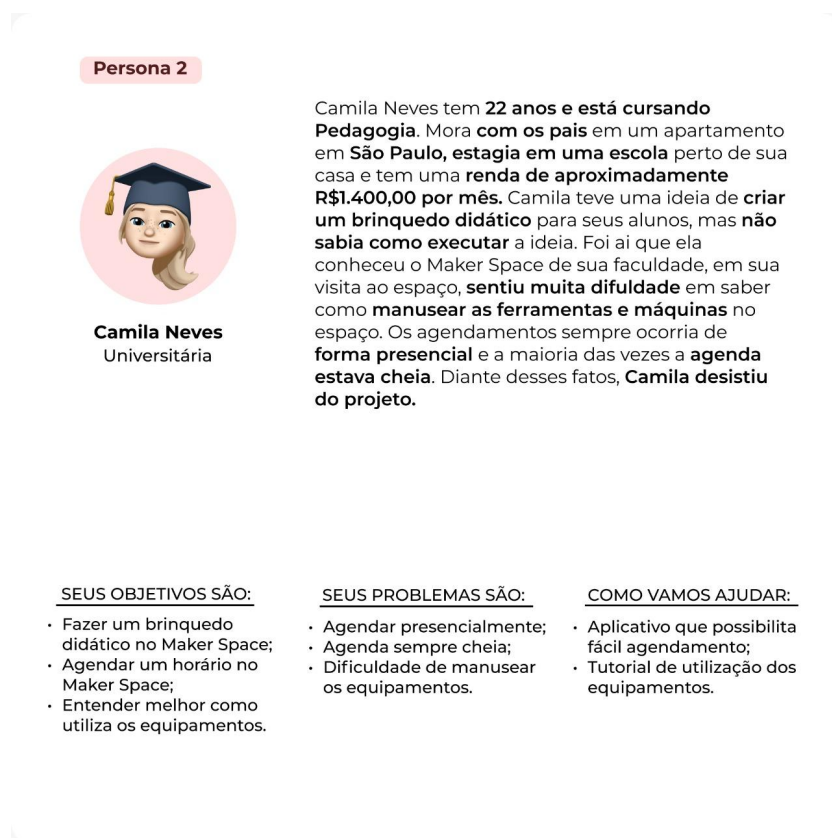 Persona 2
Camila Neves tem 22 anos e está cursando
Pedagogia. Mora com os pais em um apartamento
em São Paulo, estagia em uma escola perto de sua
casa e tem uma renda de aproximadamente
R$1.400,00 por mês. Camila teve uma ideia de criar
um brinquedo didático para seus alunos, mas não
sabia como executar a ideia. Foi ai que ela
conheceu o Maker Space de sua faculdade, em sua
visita ao espaço, sentiu muita difuldade em saber
como manusear as ferramentas e máquinas no
espaço. Os agendamentos sempre ocorria de
forma presencial e a maioria das vezes a agenda
estava cheia. Diante desses fatos, Camila desistiu
do projeto.
Camila Neves
Universitária
SEUS OBJETIVOS SÃO:
• Fazer um brinquedo
didático no Maker Space;
• Agendar um horário no
Maker Space;
• Entender melhor como
utiliza os equipamentos.
SEUS PROBLEMAS SÃO:
• Agendar presencialmente;
• Agenda sempre cheia;
• Dificuldade de manusear
os equipamentos.
COMO VAMOS AJUDAR:
• Aplicativo que possibilita
fácil agendamento;
• Tutorial de utilização dos
equipamentos.